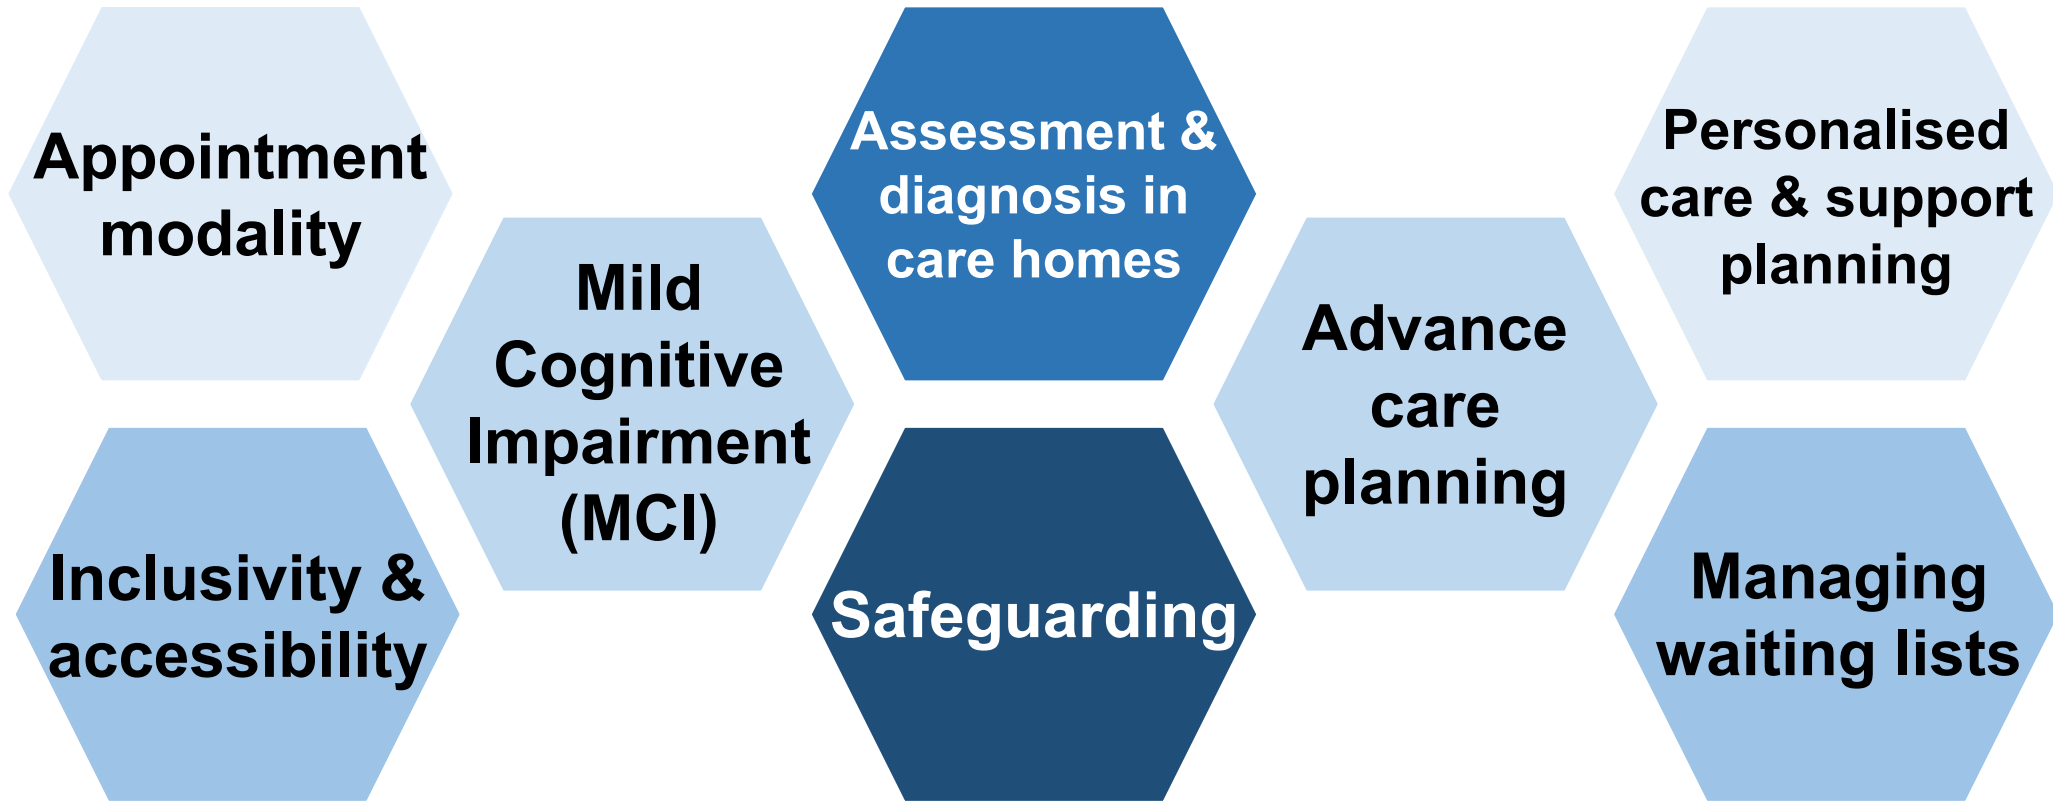 Appointment
modality
Inclusivity &
accessibility
Mild
Cognitive
Impairment
(MCI)
Assessment &
diagnosis in
care homes
Safeguarding
Advance
care
planning
Personalised
care & support
planning
Managing
waiting lists